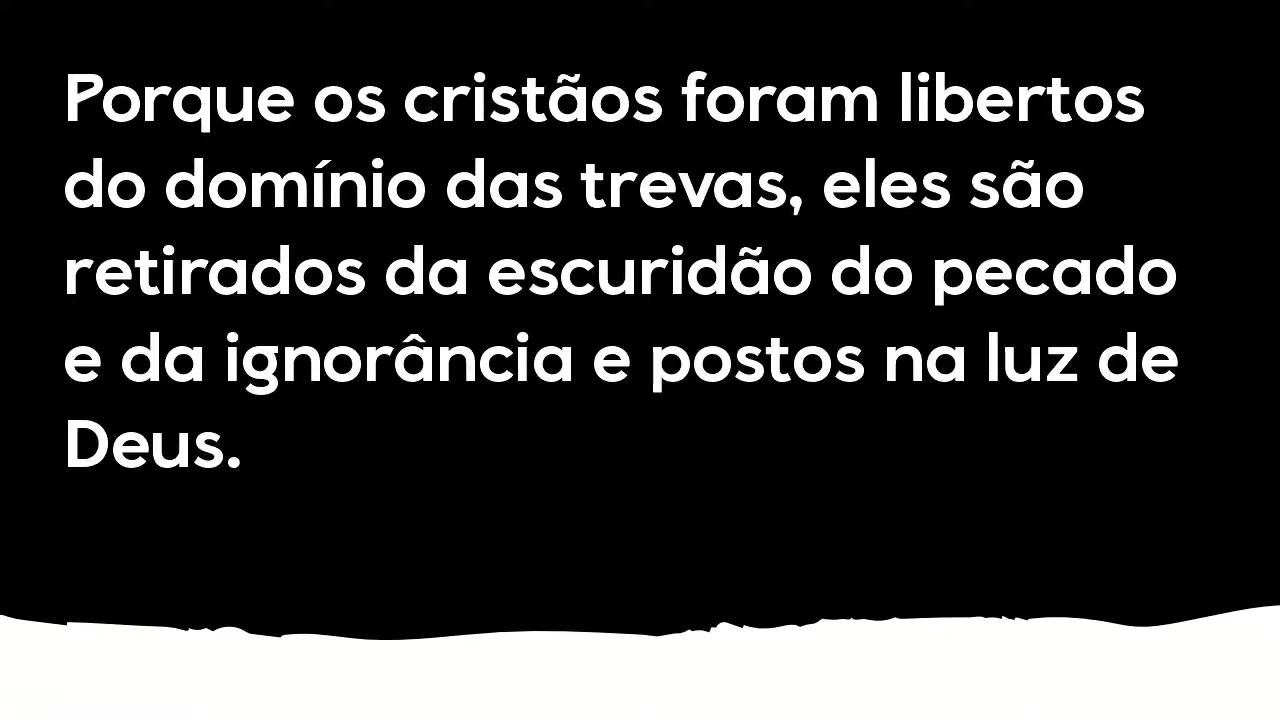 Porque os cristãos foram libertos
do domínio das trevas, eles são
retirados da escuridão do pecado
e da ignorância e postos na luz de
Deus.